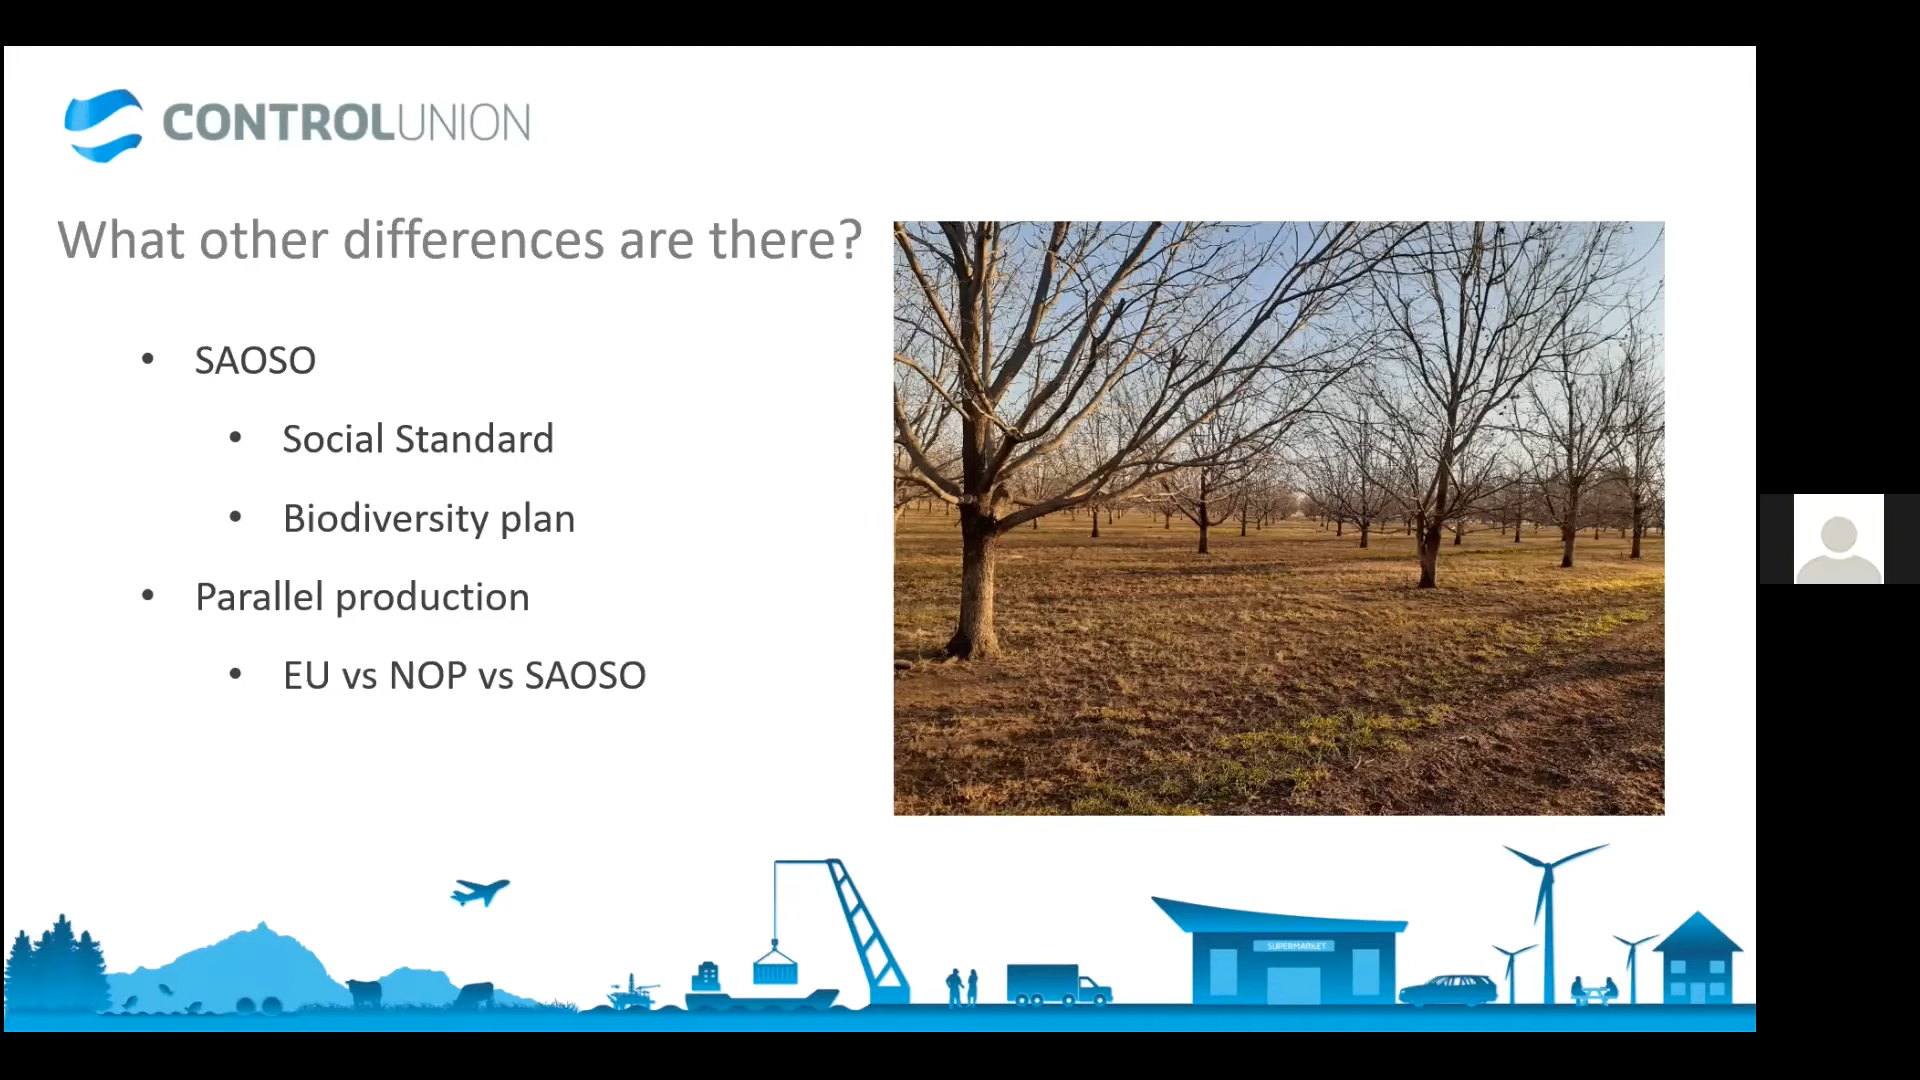 CONTROLUNION
What other differences are there?
• SAOSO
• Social Standard
• Biodiversity plan
• Parallel production
• EU vs NOP vs SAOSO
SUPERMARKET